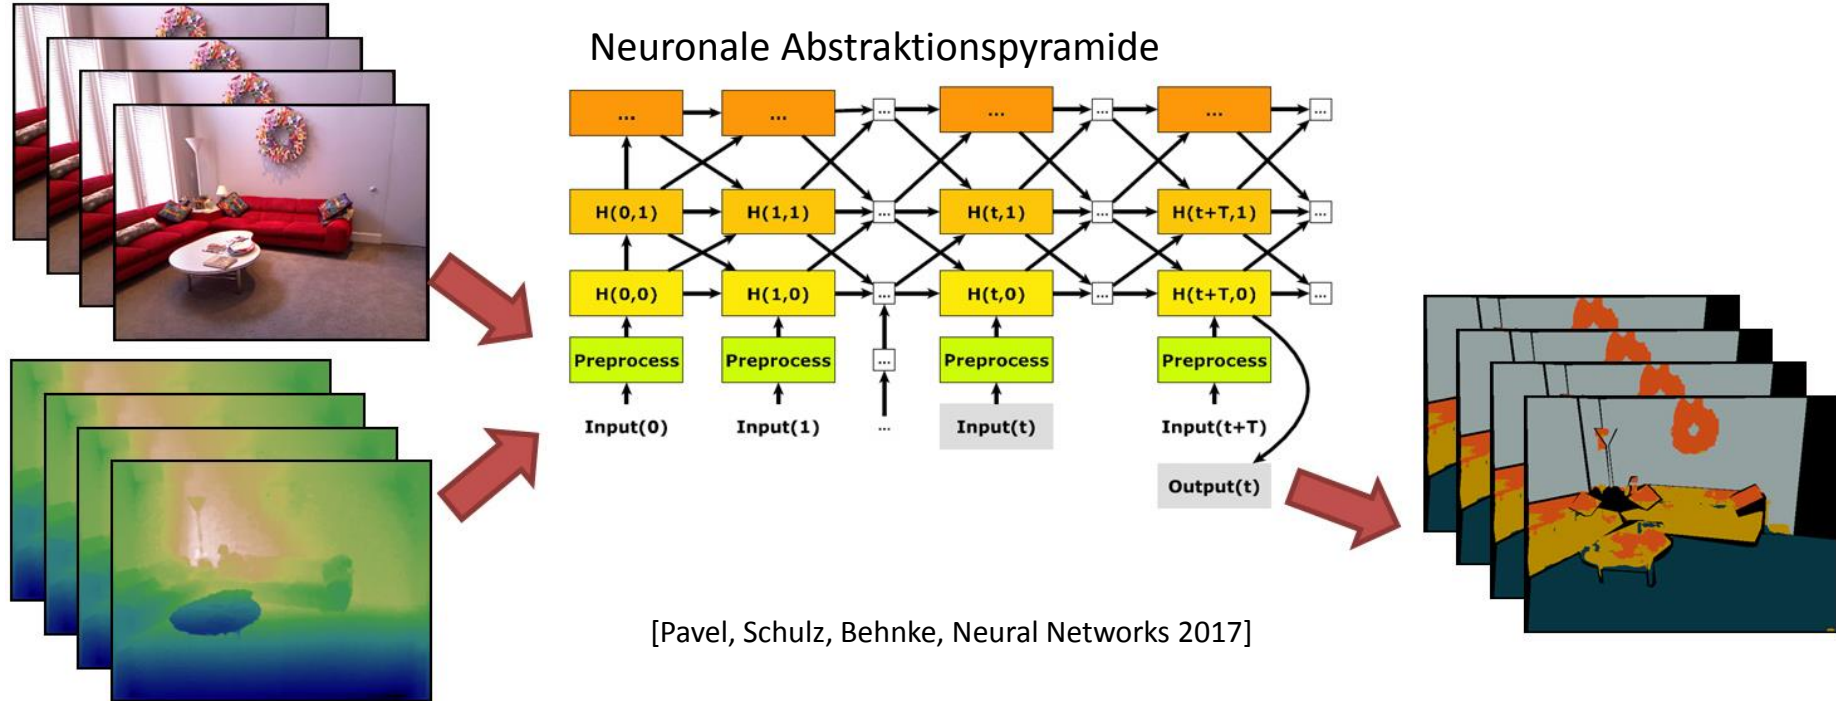 Neuronale Abstraktionspyramide
... ... ... ... ... ... ...
H(0,1) H(1,1) ... H(t,1) ... H(t+T,1) ...
H(0,0) H(1,0) ... H(t,0) ... H(t+T,0) ...
Preprocess Preprocess ... Preprocess Preprocess
Input(0) Input(1) ... Input(t) Input(t+T)
Output(t)
[Pavel, Schulz, Behnke, Neural Networks 2017]